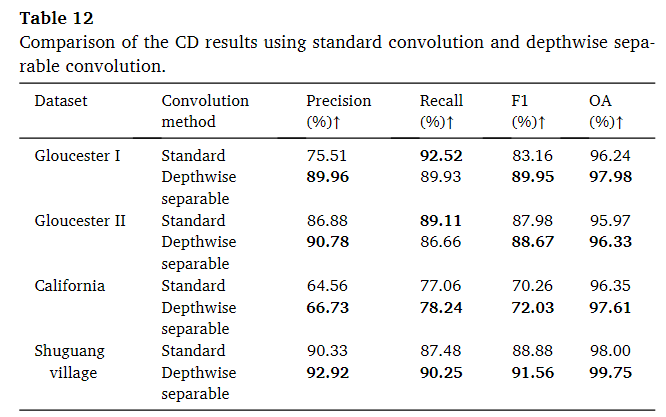 Table 12
Comparison of the CD results using standard convolution and depthwise sepa-
rable convolution.
Dataset Convolution method Precision (%)↑ Recall (%)↑ F1 (%)↑ OA (%)↑
Gloucester I Standard 75.51 92.52 83.16 96.24
Depthwise separable 89.96 89.93 89.95 97.98
Gloucester II Standard 86.88 89.11 87.98 95.97
Depthwise separable 90.78 86.66 88.67 96.33
California Standard 64.56 77.06 70.26 96.35
Depthwise separable 66.73 78.24 72.03 97.61
Shuguang village Standard 90.33 87.48 88.88 98.00
Depthwise separable 92.92 90.25 91.56 99.75